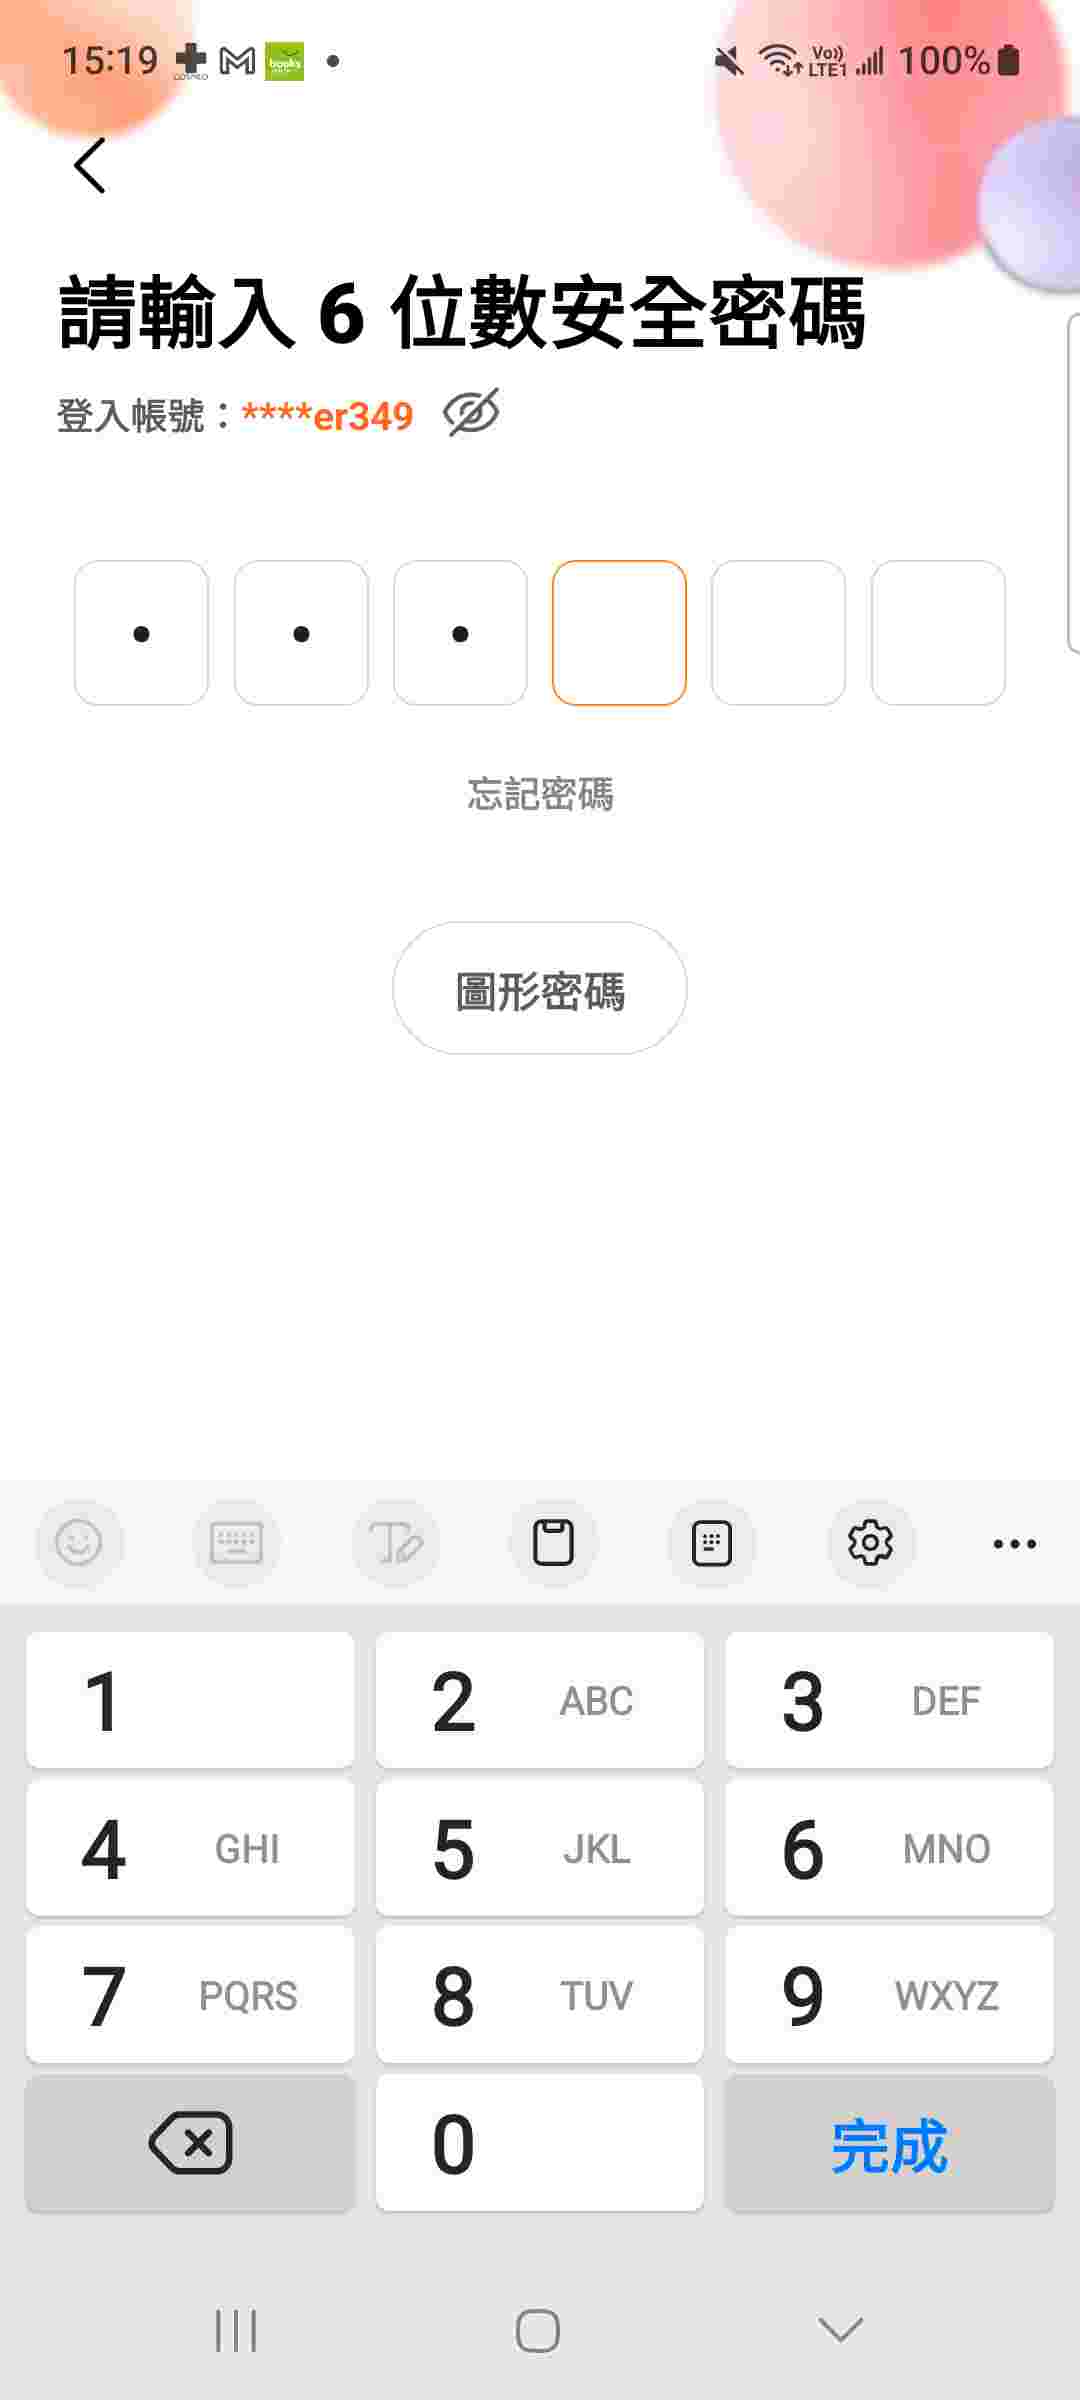 15:19 books Vo)) LTE1 100%
請輸入 6 位數安全密碼
登入帳號：****er349
忘記密碼
圖形密碼
1
2 ABC
3 DEF
4 GHI
5 JKL
6 MNO
7 PQRS
8 TUV
9 WXYZ
0
完成